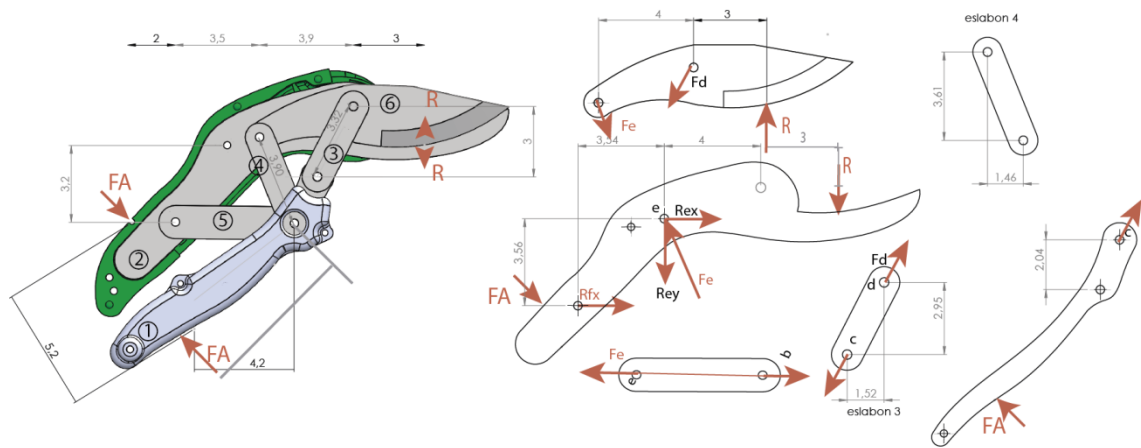 2
3,5
3,9
3
4
3
eslabon 4
⑥
Fd
3,61
3,32
R
Fe
R
3
1,46
④
3,90
③
3,54
4
3
R
3,2
FA
R
e
Rex
c
⑤
3,56
Fe
2,04
②
FA
Rfx
Rey
Fd
d
2,95
①
FA
5,2
4,2
Fe
e
b
c
1,52
eslabon 3
FA